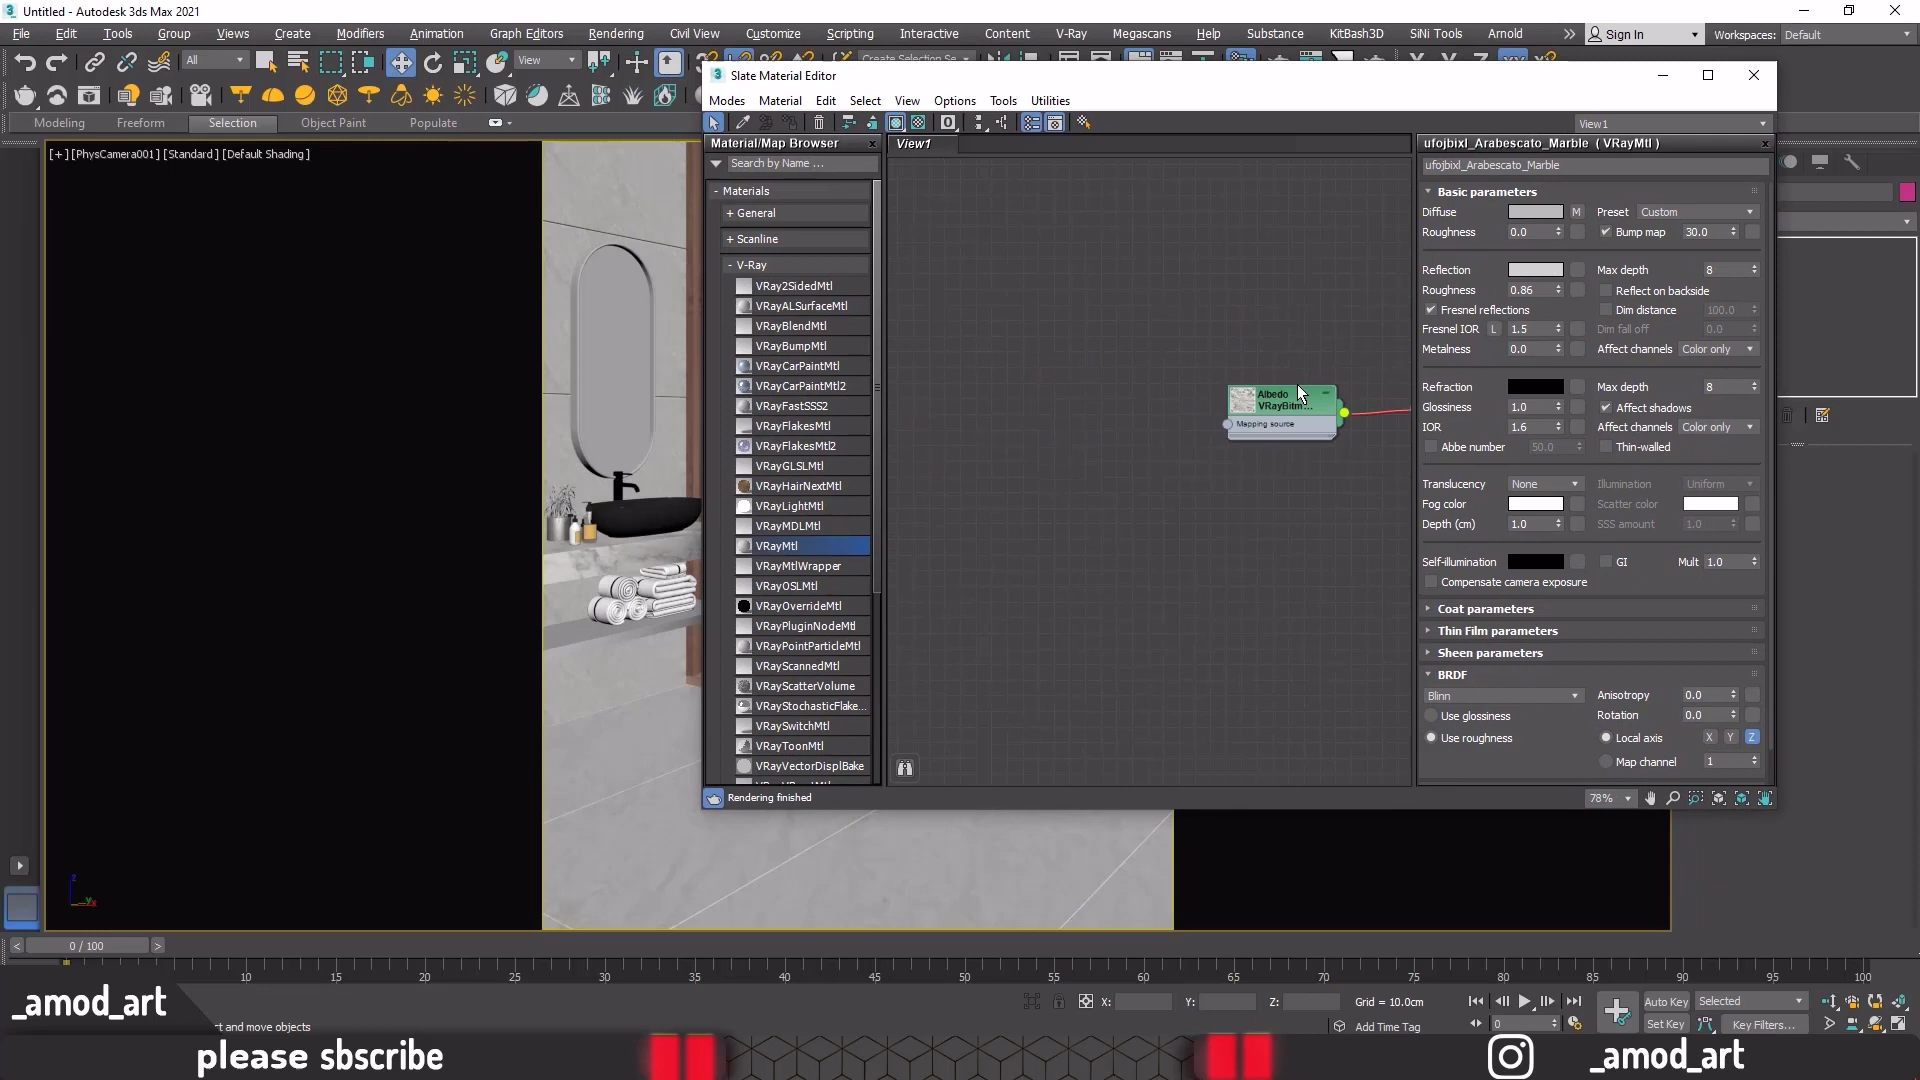 Untitled - Autodesk 3ds Max 2021
File Edit Tools Group Views Create Modifiers Animation Graph Editors Rendering Civil View Customize Scripting Interactive Content V-Ray Megascans Help Substance KitBash3D SiNi Tools Arnold Sign In Workspaces: Default
All View
Modeling Freeform Selection Object Paint Populate
[+] [PhysCamera001] [Standard] [Default Shading]
Slate Material Editor
Modes Material Edit Select View Options Tools Utilities
View1
Material/Map Browser
Search by Name ...
- Materials
+ General
+ Scanline
- V-Ray
VRay2SidedMtl
VRayALSurfaceMtl
VRayBlendMtl
VRayBumpMtl
VRayCarPaintMtl
VRayCarPaintMtl2
VRayFastSSS2
VRayFlakesMtl
VRayFlakesMtl2
VRayGLSLMtl
VRayHairNextMtl
VRayLightMtl
VRayMDLMtl
VRayMtl
VRayMtlWrapper
VRayOSLMtl
VRayOverrideMtl
VRayPluginNodeMtl
VRayPointParticleMtl
VRayScannedMtl
VRayScatterVolume
VRayStochasticFlake...
VRaySwitchMtl
VRayToonMtl
VRayVectorDisplBake
View1
Albedo
VRayBitm...
Mapping source
Rendering finished
78%
ufojbixl_Arabescato_Marble ( VRayMtl )
ufojbixl_Arabescato_Marble
Basic parameters
Diffuse M Preset Custom
Roughness 0.0 Bump map 30.0
Reflection Max depth 8
Roughness 0.86 Reflect on backside
Fresnel reflections Dim distance 100.0
Fresnel IOR L 1.5 Dim fall off 0.0
Metalness 0.0 Affect channels Color only
Refraction Max depth 8
Glossiness 1.0 Affect shadows
IOR 1.6 Affect channels Color only
Abbe number 50.0 Thin-walled
Translucency None Illumination Uniform
Fog color Scatter color
Depth (cm) 1.0 SSS amount 1.0
Self-illumination GI Mult 1.0
Compensate camera exposure
Coat parameters
Thin Film parameters
Sheen parameters
BRDF
Blinn Anisotropy 0.0
Use glossiness Rotation 0.0
Use roughness Local axis X Y Z
Map channel 1
< 0 / 100 >
10 15 20 25 30 35 40 45 50 55 60 65 70 75 80 85 90 95 100
X: Y: Z: Grid = 10.0cm
Add Time Tag
0
Auto Key Selected
Set Key Key Filters...
_amod_art
ct and move objects
please sbscribe
_amod_art